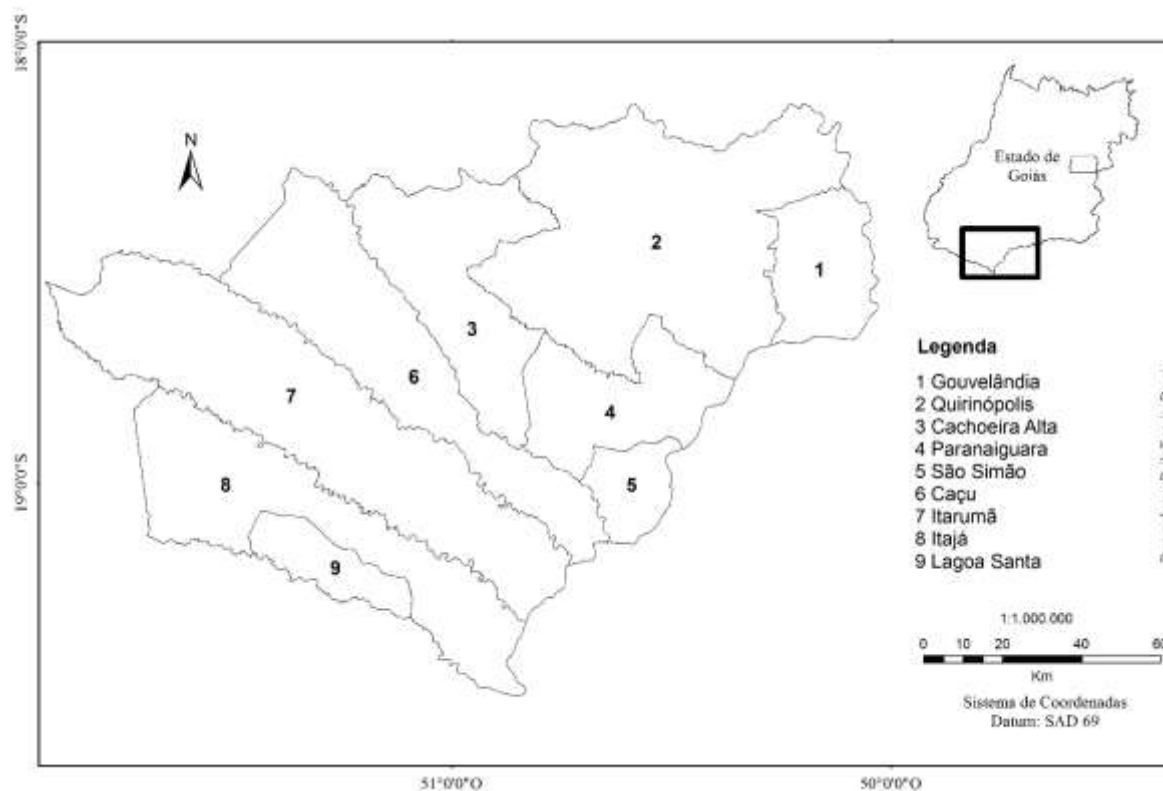 18°0'0"S
N
Estado de
Goiás
2
1
3
6
7
4
Legenda
1 Gouvelândia
2 Quirinópolis
3 Cachoeira Alta
4 Paranaiguara
5 São Simão
6 Caçu
7 Itarumã
8 Itajá
9 Lagoa Santa
19°0'0"S
8
5
9
1:1.000.000
0 10 20 40 60
Km
Sistema de Coordenadas
Datum: SAD 69
51°0'0"O
50°0'0"O